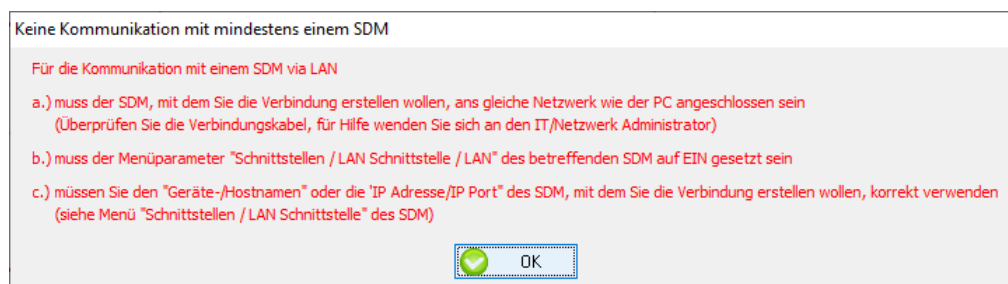 Keine Kommunikation mit mindestens einem SDM
Für die Kommunikation mit einem SDM via LAN
a.) muss der SDM, mit dem Sie die Verbindung erstellen wollen, ans gleiche Netzwerk wie der PC angeschlossen sein
(Überprüfen Sie die Verbindungskabel, für Hilfe wenden Sie sich an den IT/Netzwerk Administrator)
b.) muss der Menüparameter "Schnittstellen / LAN Schnittstelle / LAN" des betreffenden SDM auf EIN gesetzt sein
c.) müssen Sie den "Geräte-/Hostnamen" oder die 'IP Adresse/IP Port" des SDM, mit dem Sie die Verbindung erstellen wollen, korrekt verwenden
(siehe Menü "Schnittstellen / LAN Schnittstelle" des SDM)
OK